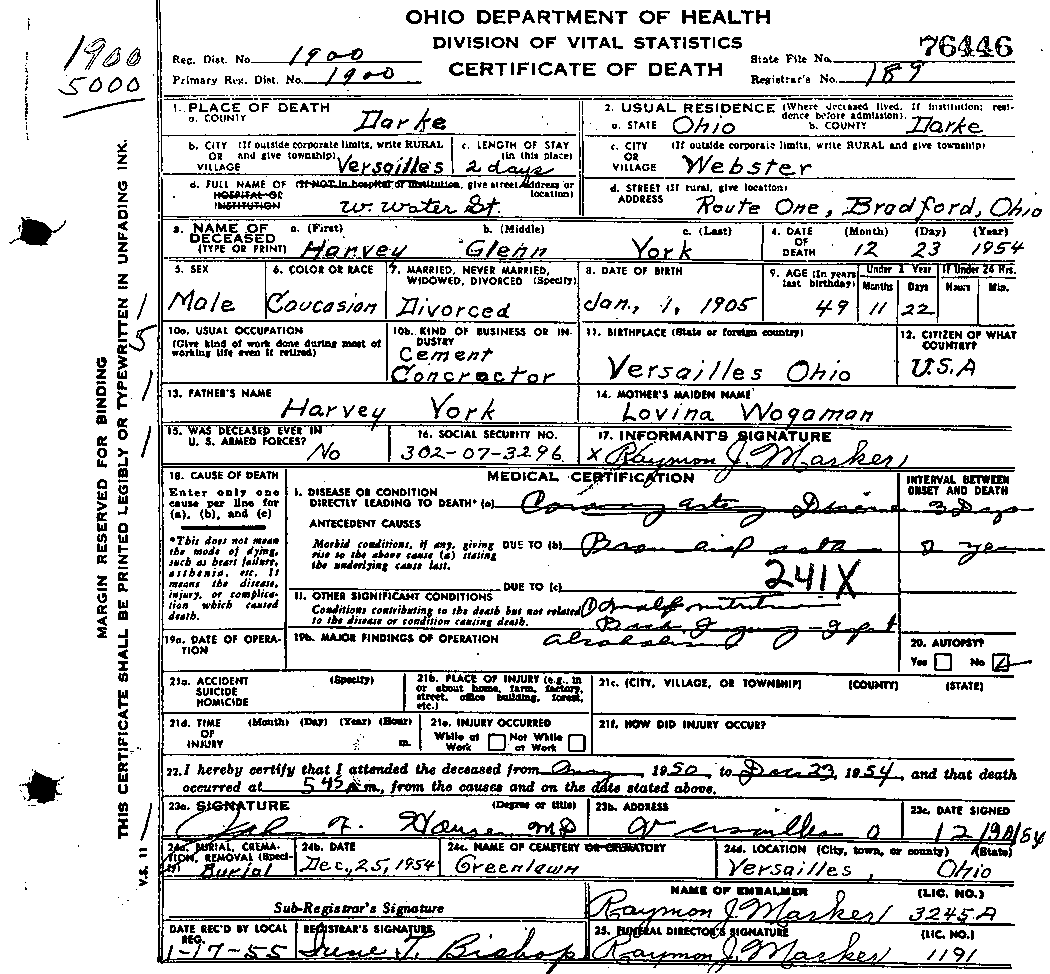 OHIO DEPARTMENT OF HEALTH
DIVISION OF VITAL STATISTICS
CERTIFICATE OF DEATH
1900
5000
Reg. Dist. No. 1900
Primary Reg. Dist. No. 1900
State File No. 76446
Registrar's No. 189
MARGIN RESERVED FOR BINDING
THIS CERTIFICATE SHALL BE PRINTED LEGIBLY OR TYPEWRITTEN IN UNFADING INK.
V.S. 11
1. PLACE OF DEATH
a. COUNTY Darke
2. USUAL RESIDENCE (Where deceased lived. If institution: residence before admission).
a. STATE Ohio b. COUNTY Darke
b. CITY (If outside corporate limits, write RURAL
OR and give township)
VILLAGE Versailles
c. LENGTH OF STAY
(in this place)
2 days
c. CITY (If outside corporate limits, write RURAL and give township)
OR
VILLAGE Webster
d. FULL NAME OF (If NOT in hospital or institution, give street address or
HOSPITAL OR location)
INSTITUTION W. Water St.
d. STREET (If rural, give location)
ADDRESS Route One, Bradford, Ohio
3. NAME OF a. (First) b. (Middle) c. (Last)
DECEASED
(TYPE OR PRINT) Harvey Glenn York
4. DATE (Month) (Day) (Year)
OF
DEATH 12 23 1954
5. SEX
Male
6. COLOR OR RACE
Caucasian
7. MARRIED, NEVER MARRIED,
WIDOWED, DIVORCED (Specify)
Divorced
8. DATE OF BIRTH
Jan. 1, 1905
9. AGE (In years
last birthday)
49
Under 1 Year
Months Days
11 22
If Under 24 Hrs.
Hours Min.
10a. USUAL OCCUPATION
(Give kind of work done during most of
working life even if retired)
10b. KIND OF BUSINESS OR INDUSTRY
Cement
Concractor
11. BIRTHPLACE (State or foreign country)
Versailles Ohio
12. CITIZEN OF WHAT
COUNTRY?
U.S.A
13. FATHER'S NAME
Harvey York
14. MOTHER'S MAIDEN NAME
Lovina Wogaman
15. WAS DECEASED EVER IN
U. S. ARMED FORCES?
No
16. SOCIAL SECURITY NO.
302-07-3296
17. INFORMANT'S SIGNATURE
X Raymon J. Marker
18. CAUSE OF DEATH
Enter only one
cause per line for
(a), (b), and (c)
*This does not mean
the mode of dying,
such as heart failure,
asthenia, etc. It
means the disease,
injury, or complication
which caused
death.
MEDICAL CERTIFICATION
INTERVAL BETWEEN
ONSET AND DEATH
I. DISEASE OR CONDITION
DIRECTLY LEADING TO DEATH* (a) Coronary artery Disease 3 Days
ANTECEDENT CAUSES
Morbid conditions, if any, giving DUE TO (b)
rise to the above cause (a) stating
the underlying cause last.
241X
DUE TO (c)
II. OTHER SIGNIFICANT CONDITIONS
Conditions contributing to the death but not related
to the disease or condition causing death.
Malnutrition
Alcoholism
19a. DATE OF OPERATION
19b. MAJOR FINDINGS OF OPERATION
20. AUTOPSY?
Yes No
21a. ACCIDENT (Specify)
SUICIDE
HOMICIDE
21b. PLACE OF INJURY (e.g., in
or about home, farm, factory,
street, office building, forest,
etc.)
21c. (CITY, VILLAGE, OR TOWNSHIP) (COUNTY) (STATE)
21d. TIME (Month) (Day) (Year) (Hour)
OF
INJURY m.
21e. INJURY OCCURRED
While at Work Not While at Work
21f. HOW DID INJURY OCCUR?
22. I hereby certify that I attended the deceased from 1950 to Dec 23, 1954, and that death
occurred at 5 45 a m., from the causes and on the date stated above.
23a. SIGNATURE (Degree or title)
MD
23b. ADDRESS
Versailles O
23c. DATE SIGNED
24a. BURIAL, CREMATION, REMOVAL (Specify)
Burial
24b. DATE
Dec, 25, 1954
24c. NAME OF CEMETERY OR CREMATORY
Greenlawn
24d. LOCATION (City, town, or county) (State)
Versailles, Ohio
Sub-Registrar's Signature
NAME OF EMBALMER (LIC. NO.)
Raymon J. Marker 3245A
DATE REC'D BY LOCAL
REG.
1-17-55
REGISTRAR'S SIGNATURE
Irene T. Bishop
25. FUNERAL DIRECTOR'S SIGNATURE (LIC. NO.)
Raymon J. Marker 1191